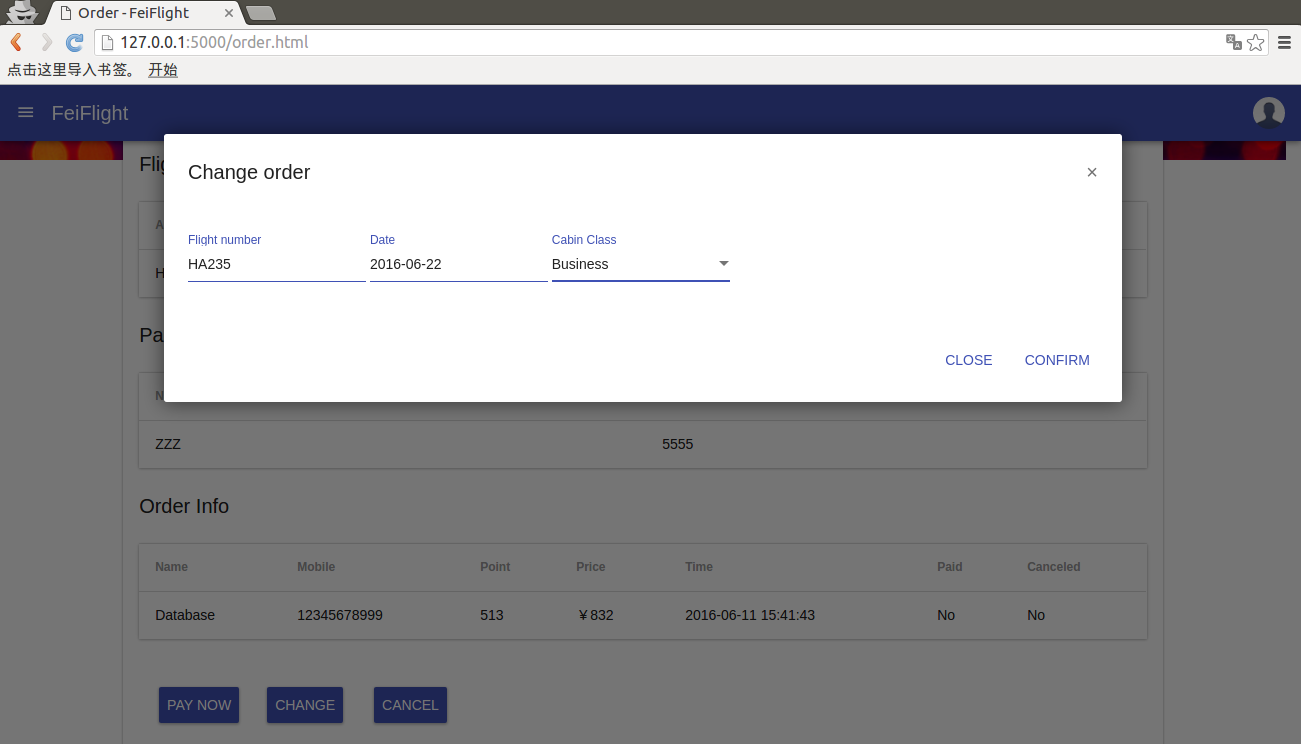 Order - FeiFlight
127.0.0.1:5000/order.html
点击这里导入书签。 开始
FeiFlight
Change order ×
Flight number Date Cabin Class
HA235 2016-06-22 Business
CLOSE CONFIRM
ZZZ 5555
Order Info
Name Mobile Point Price Time Paid Canceled
Database 12345678999 513 ￥832 2016-06-11 15:41:43 No No
PAY NOW CHANGE CANCEL